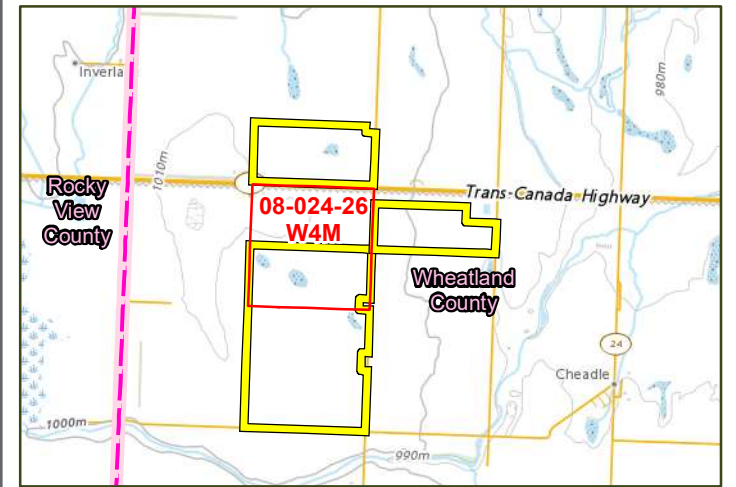 Inverla
980m
1010m
Rocky
View
County
Trans-Canada Highway
08-024-26
W4M
Wheatland
County
24
Cheadle
1000m
990m